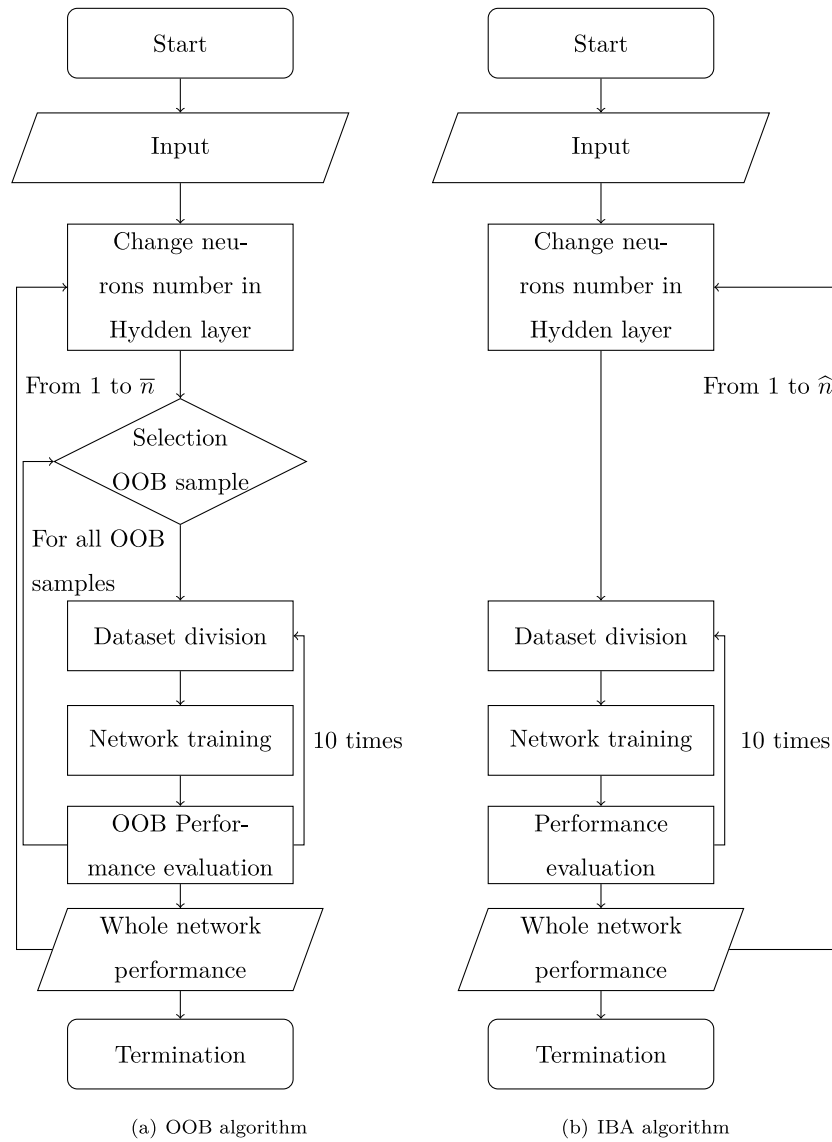 Start
Input
Change neu-
rons number in
Hydden layer
From 1 to n̅
Selection
OOB sample
For all OOB
samples
Dataset division
Network training
10 times
OOB Perfor-
mance evaluation
Whole network
performance
Termination
(a) OOB algorithm
Start
Input
Change neu-
rons number in
Hydden layer
From 1 to n̂
Dataset division
Network training
10 times
Performance
evaluation
Whole network
performance
Termination
(b) IBA algorithm